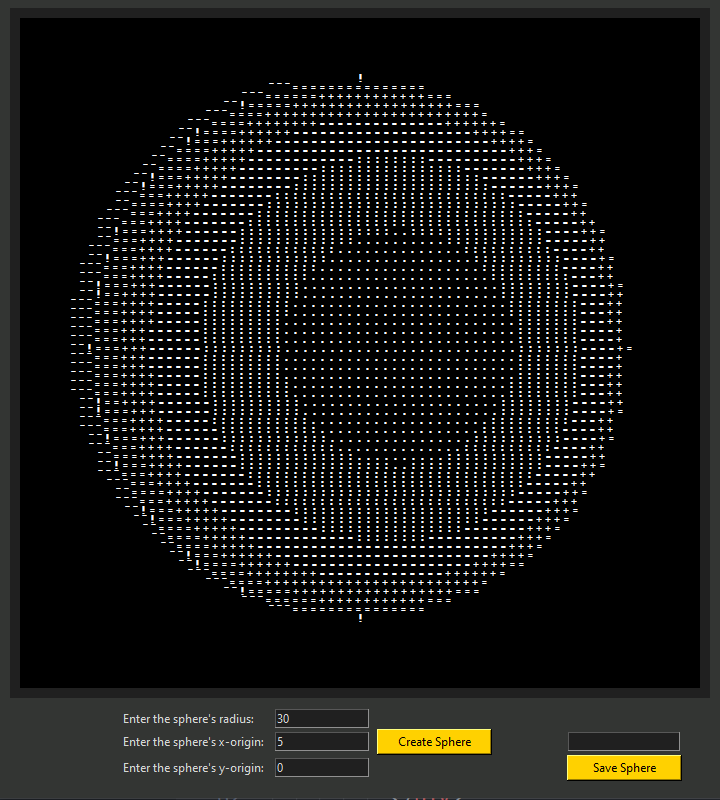 Enter the sphere's radius: 30
Enter the sphere's x-origin: 5 Create Sphere
Enter the sphere's y-origin: 0 Save Sphere